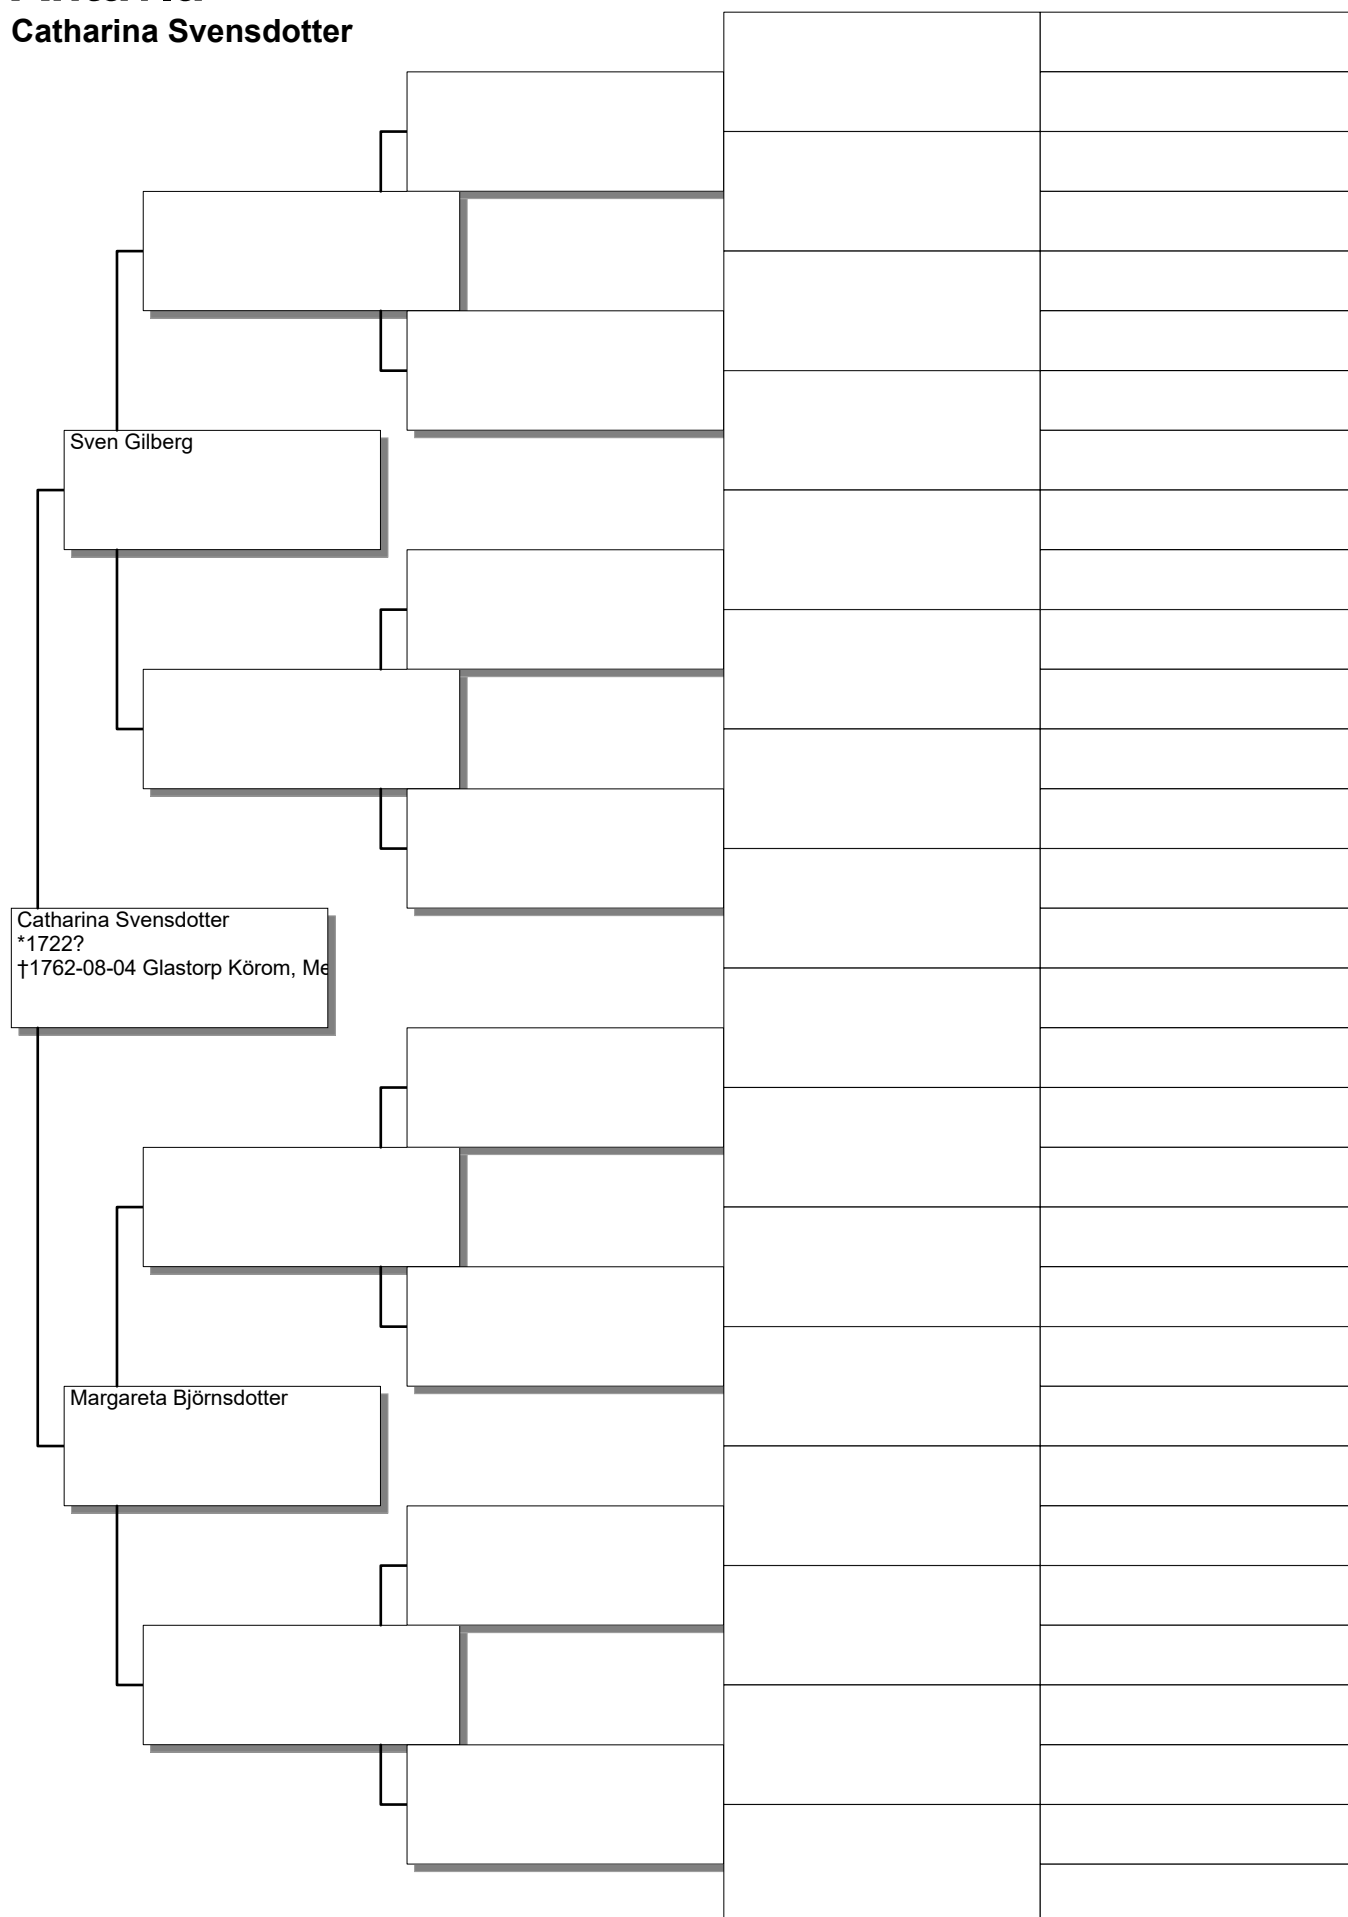 Catharina Svensdotter
Sven Gilberg
Catharina Svensdotter
*1722?
†1762-08-04 Glastorp Körom, Me
Margareta Björnsdotter